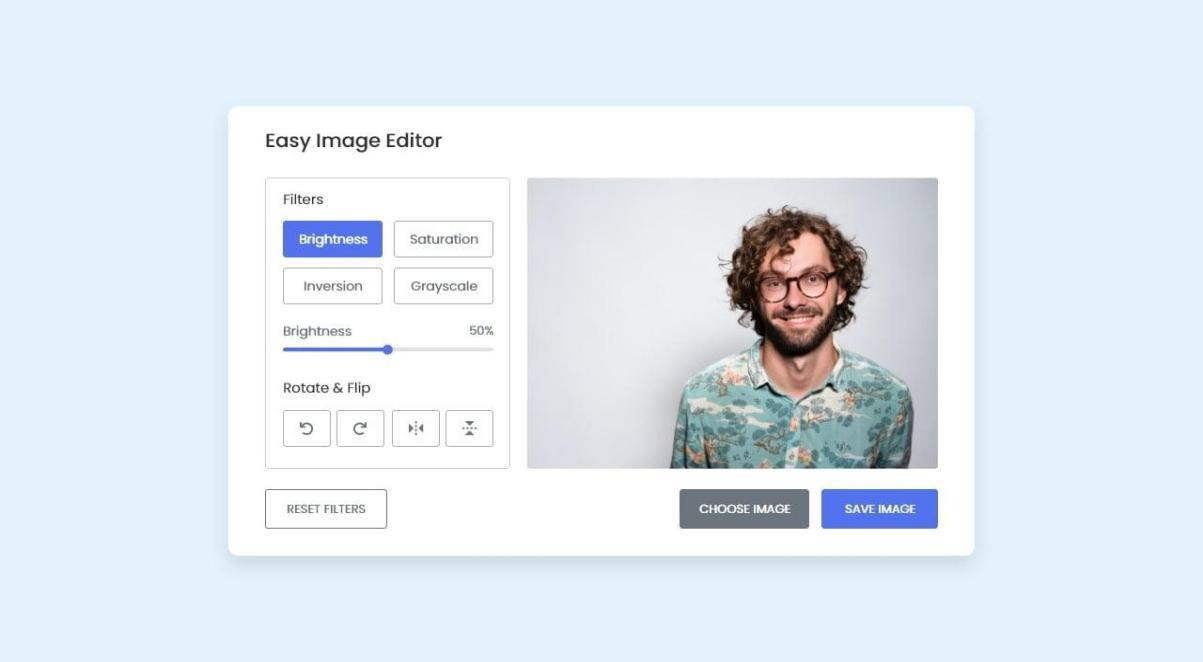 Easy Image Editor
Filters
Brightness
Saturation
Inversion
Grayscale
Brightness 50%
Rotate & Flip
RESET FILTERS
CHOOSE IMAGE
SAVE IMAGE